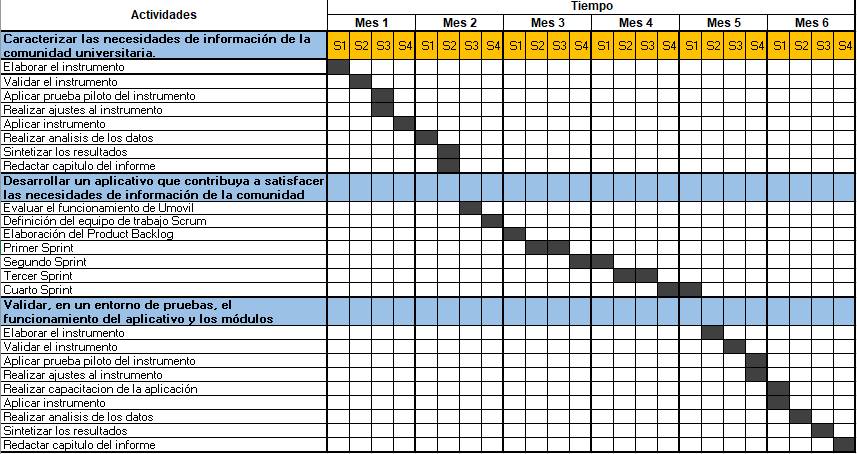 Actividades
Tiempo
Mes 1 Mes 2 Mes 3 Mes 4 Mes 5 Mes 6
Caracterizar las necesidades de información de la
comunidad universitaria.
S1 S2 S3 S4 S1 S2 S3 S4 S1 S2 S3 S4 S1 S2 S3 S4 S1 S2 S3 S4 S1 S2 S3 S4
Elaborar el instrumento
Validar el instrumento
Aplicar prueba piloto del instrumento
Realizar ajustes al instrumento
Aplicar instrumento
Realizar analisis de los datos
Sintetizar los resultados
Redactar capitulo del informe
Desarrollar un aplicativo que contribuya a satisfacer
las necesidades de información de la comunidad
Evaluar el funcionamiento de Umovil
Definición del equipo de trabajo Scrum
Elaboración del Product Backlog
Primer Sprint
Segundo Sprint
Tercer Sprint
Cuarto Sprint
Validar, en un entorno de pruebas, el
funcionamiento del aplicativo y los módulos
Elaborar el instrumento
Validar el instrumento
Aplicar prueba piloto del instrumento
Realizar ajustes al instrumento
Realizar capacitacion de la aplicación
Aplicar instrumento
Realizar analisis de los datos
Sintetizar los resultados
Redactar capitulo del informe